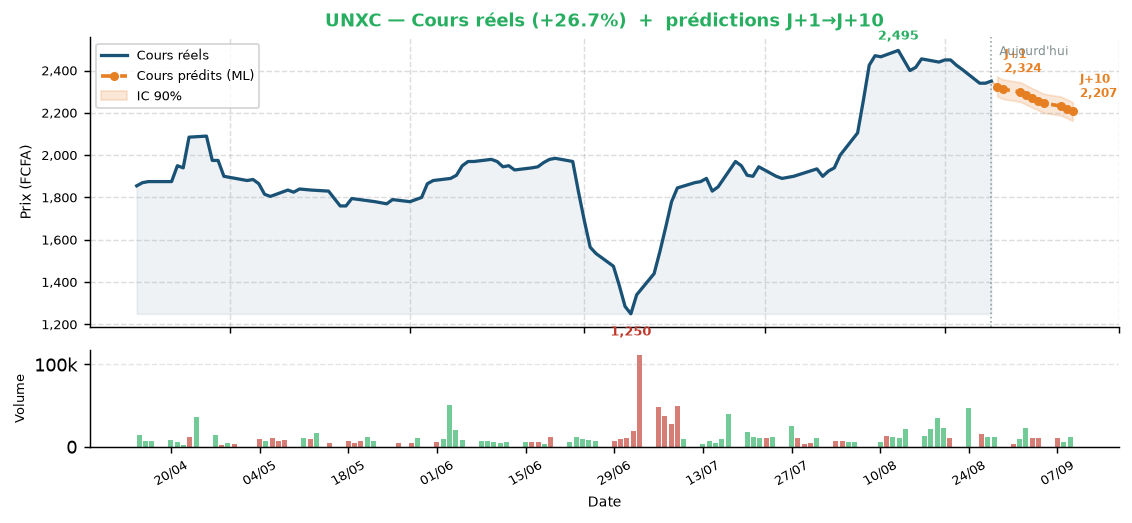 UNXC — Cours réels (+26.7%) + prédictions J+1→J+10
2,495
Cours réels
Cours prédits (ML)
IC 90%
Aujourd'hui
J+1
2,324
J+10
2,207
Prix (FCFA)
2,400
2,200
2,000
1,800
1,600
1,400
1,200
1,250
Volume
100k
0
20/04
04/05
18/05
01/06
15/06
29/06
13/07
27/07
10/08
24/08
07/09
Date